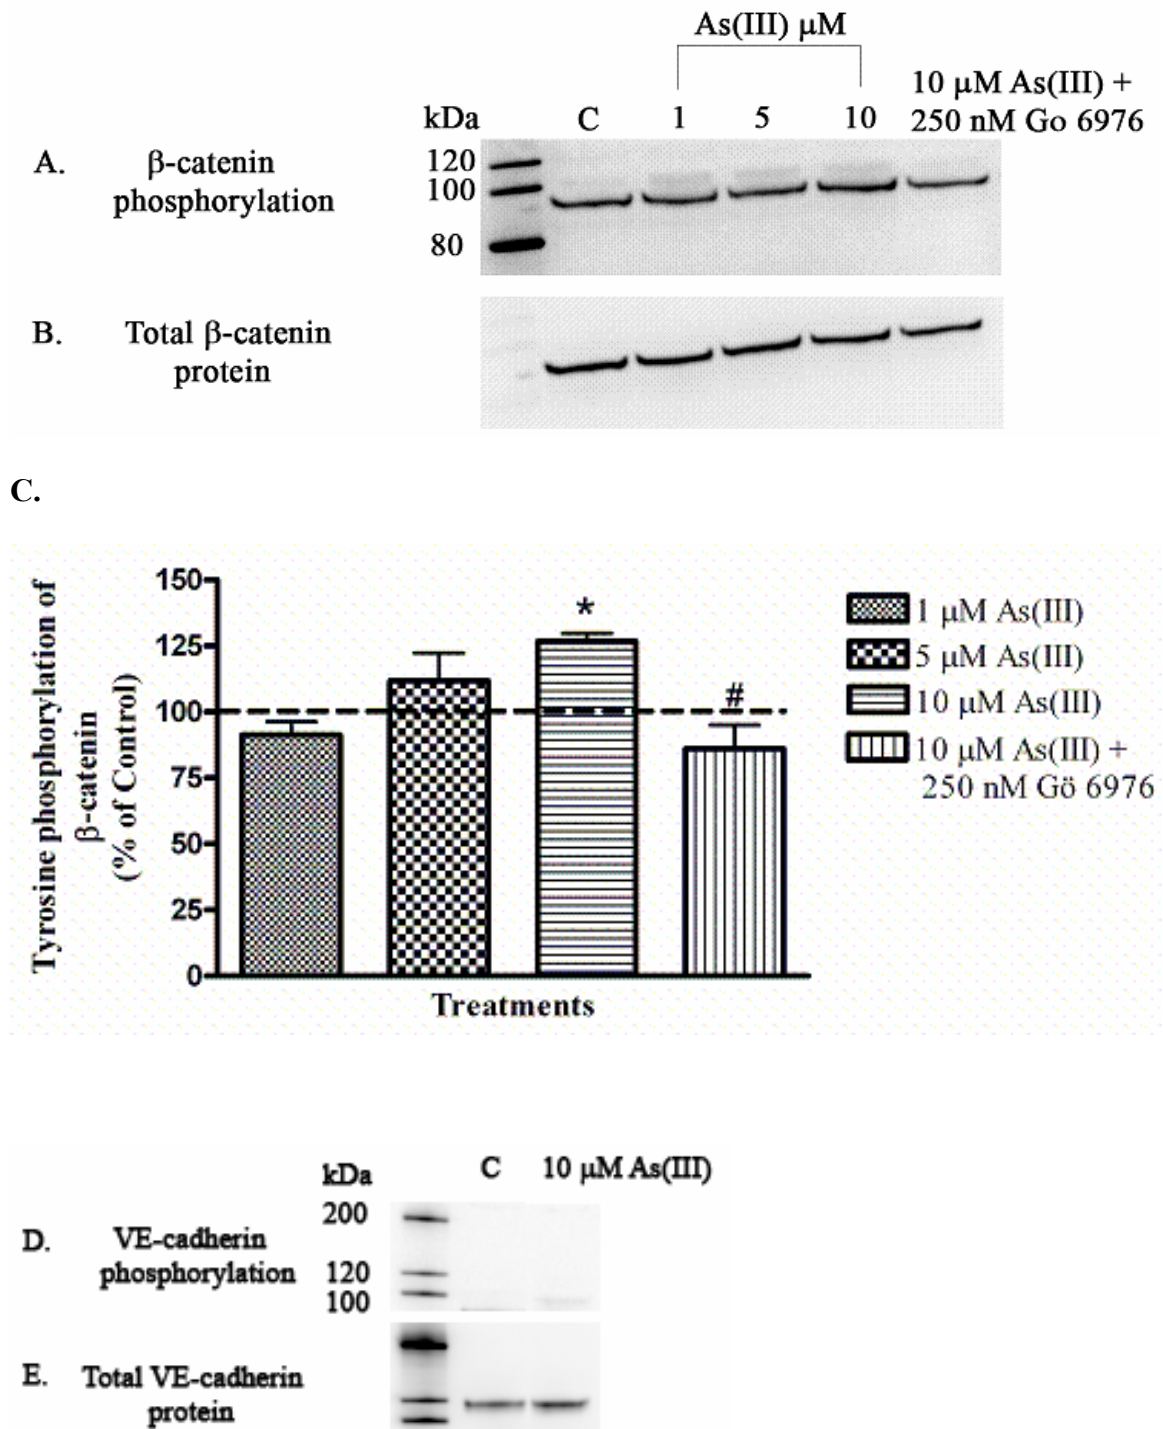 As(III) μM
10 μM As(III) +
kDa C 1 5 10 250 nM Go 6976
A. β-catenin
phosphorylation
120
100
80
B. Total β-catenin
protein
C.
Tyrosine phosphorylation of
β-catenin
(% of Control)
150
125
100
75
50
25
0
*
#
Treatments
1 μM As(III)
5 μM As(III)
10 μM As(III)
10 μM As(III) +
250 nM Gö 6976
kDa C 10 μM As(III)
D. VE-cadherin
phosphorylation
200
120
100
E. Total VE-cadherin
protein